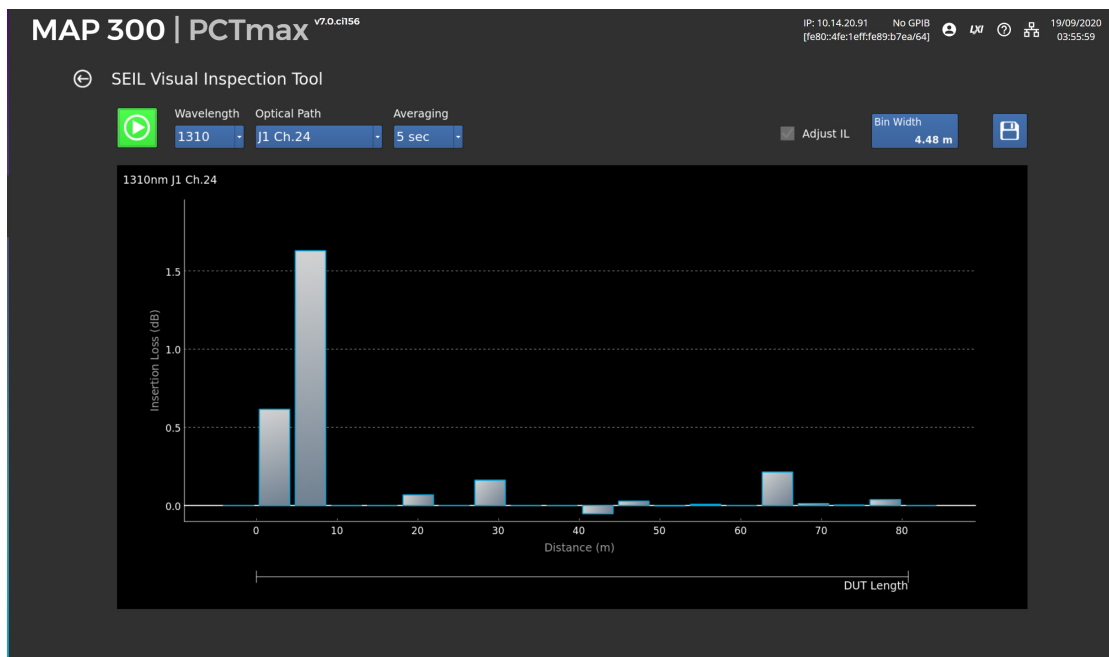 MAP 300 | PCTmax v7.0.ci156
IP: 10.14.20.91 No GPIB
[fe80::4fe:1eff:fe89:b7ea/64]
LXI
19/09/2020
03:55:59
SEIL Visual Inspection Tool
Wavelength Optical Path Averaging
1310 J1 Ch.24 5 sec
Adjust IL
Bin Width
4.48 m
1310nm J1 Ch.24
Insertion Loss (dB)
1.5
1.0
0.5
0.0
0 10 20 30 40 50 60 70 80
Distance (m)
DUT Length